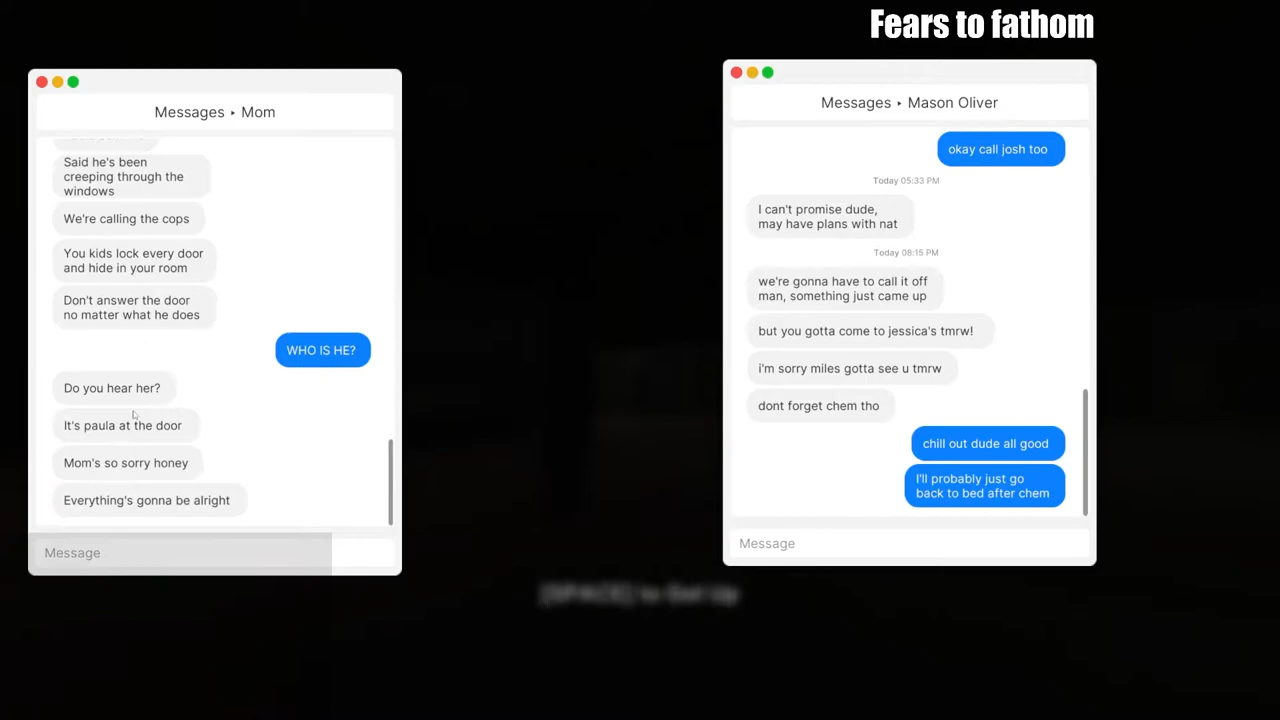 Fears to fathom
Messages ▸ Mom
Said he's been
creeping through the
windows
We're calling the cops
You kids lock every door
and hide in your room
Don't answer the door
no matter what he does
WHO IS HE?
Do you hear her?
It's paula at the door
Mom's so sorry honey
Everything's gonna be alright
Message
Messages ▸ Mason Oliver
okay call josh too
Today 05:33 PM
I can't promise dude,
may have plans with nat
Today 08:15 PM
we're gonna have to call it off
man, something just came up
but you gotta come to jessica's tmrw!
i'm sorry miles gotta see u tmrw
dont forget chem tho
chill out dude all good
I'll probably just go
back to bed after chem
Message
[SPACE] to Get Up